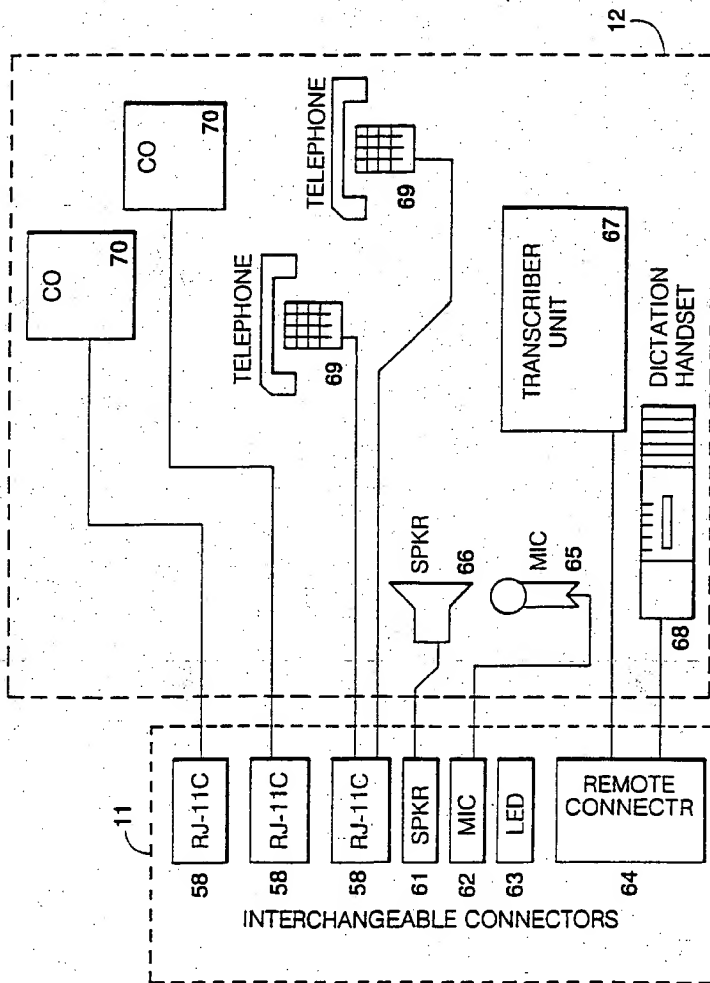 12
CO
70
CO
70
TELEPHONE
69
TELEPHONE
69
TRANSCRIBER
UNIT
67
DICTATION
HANDSET
68
SPKR
66
MIC
65
11
RJ-11C
58
RJ-11C
58
RJ-11C
58
SPKR
61
MIC
62
LED
63
REMOTE
CONNECTR
64
INTERCHANGEABLE CONNECTORS